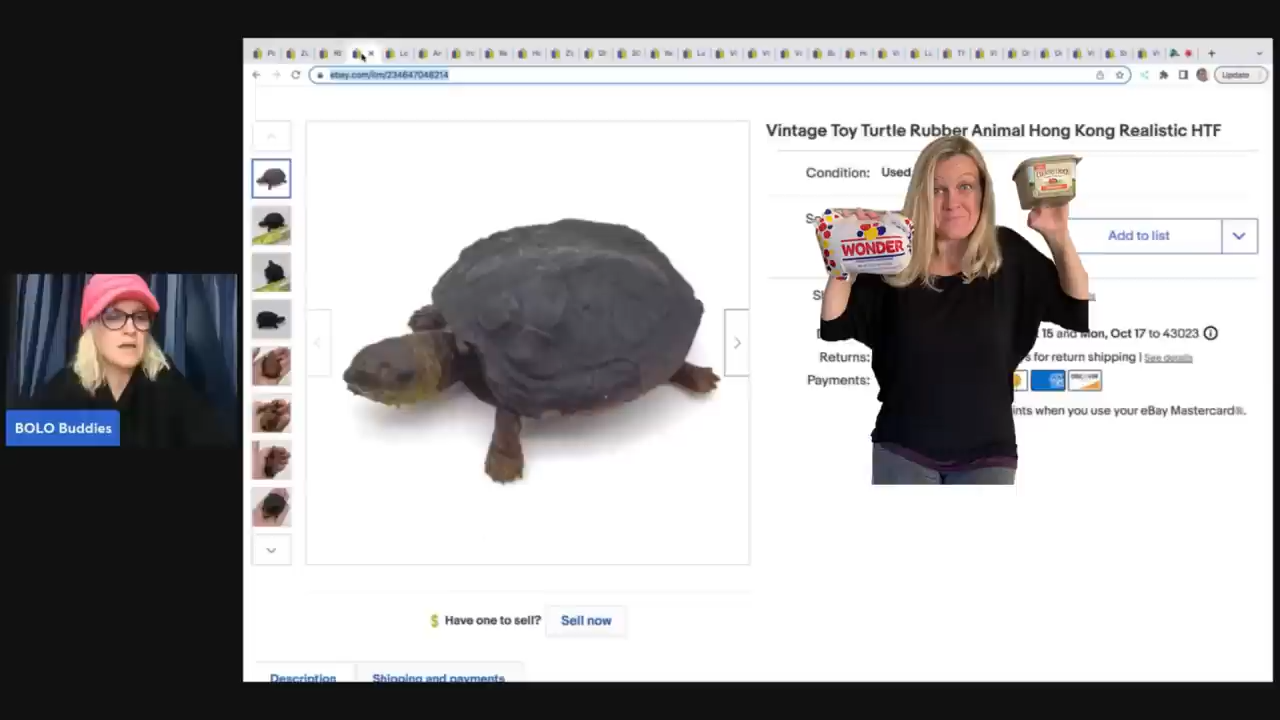 etsy.com/itm/234647048214
Update
Vintage Toy Turtle Rubber Animal Hong Kong Realistic HTF
Condition: Used
WONDER
Add to list
15 and Mon, Oct 17 to 43023
Returns: s for return shipping | See details
Payments:
DISCOVER
ints when you use your eBay Mastercard®.
BOLO Buddies
$ Have one to sell? Sell now
Description Shipping and payments